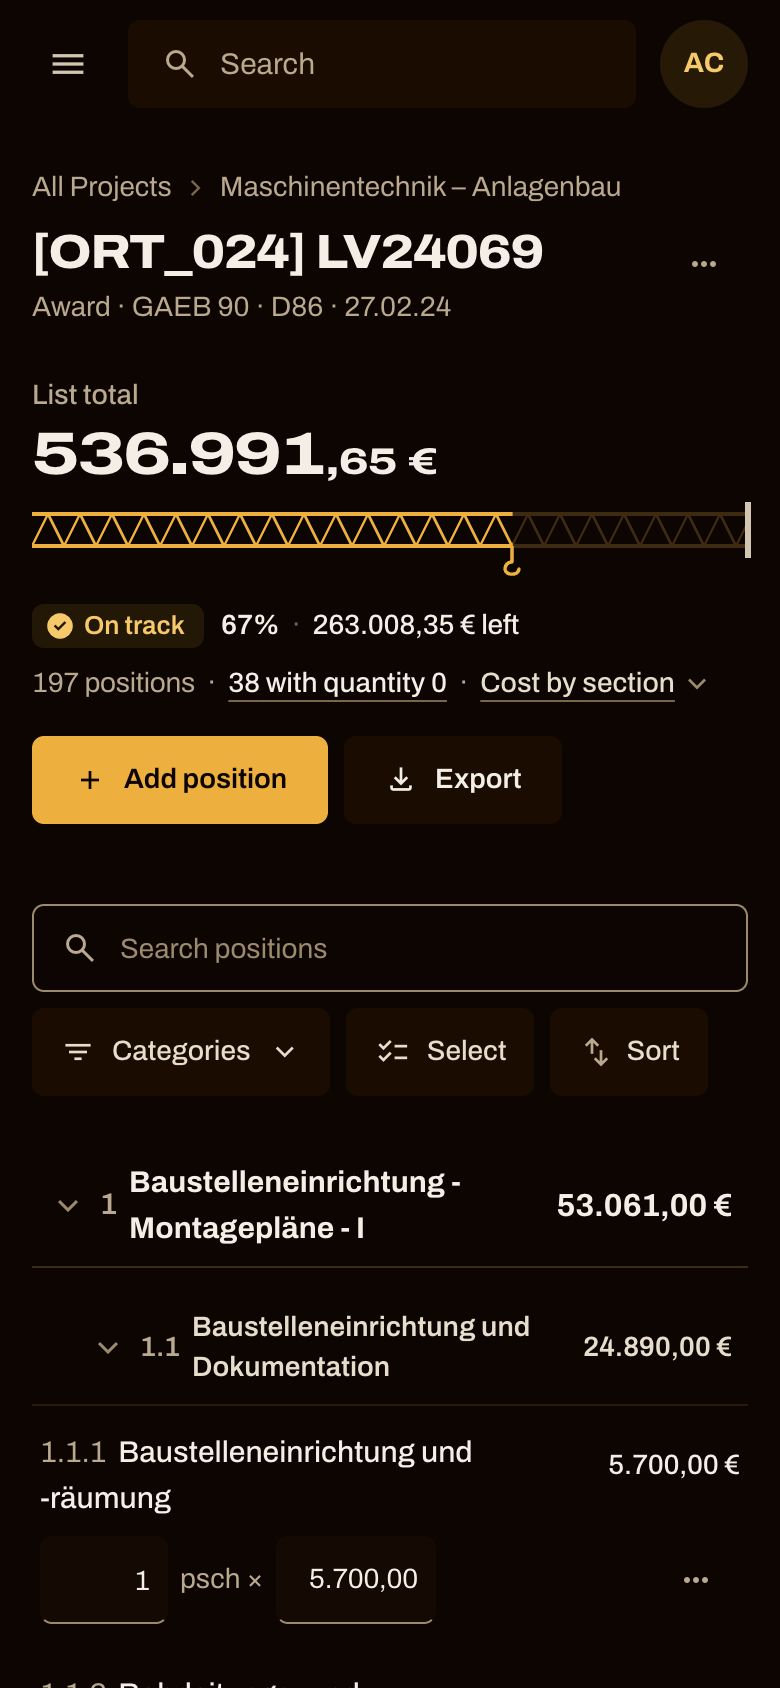 Search
AC
All Projects > Maschinentechnik – Anlagenbau
[ORT_024] LV24069
Award · GAEB 90 · D86 · 27.02.24
List total
536.991,65 €
On track 67% · 263.008,35 € left
197 positions · 38 with quantity 0 · Cost by section
+ Add position Export
Search positions
Categories Select Sort
1 Baustelleneinrichtung -
Montagepläne - I
53.061,00 €
1.1 Baustelleneinrichtung und
Dokumentation
24.890,00 €
1.1.1 Baustelleneinrichtung und
-räumung
5.700,00 €
1 psch × 5.700,00